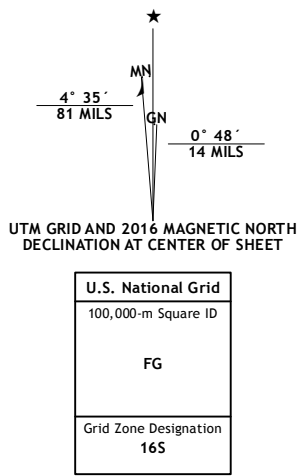 ★
MN
GN
4° 35´
81 MILS
0° 48´
14 MILS
UTM GRID AND 2016 MAGNETIC NORTH
DECLINATION AT CENTER OF SHEET
U.S. National Grid
100,000-m Square ID
FG
Grid Zone Designation
16S